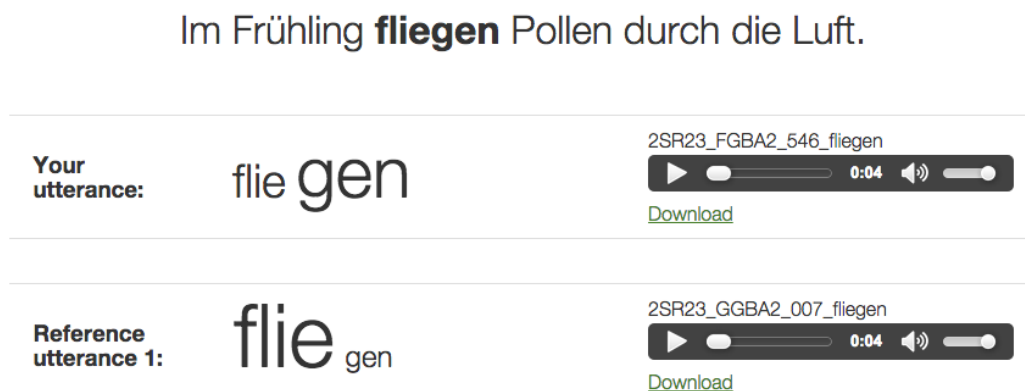 Im Frühling fliegen Pollen durch die Luft.
2SR23_FGBA2_546_fliegen
Your
utterance:
flie gen
0:04
Download
2SR23_GGBA2_007_fliegen
Reference
utterance 1:
flie gen
0:04
Download